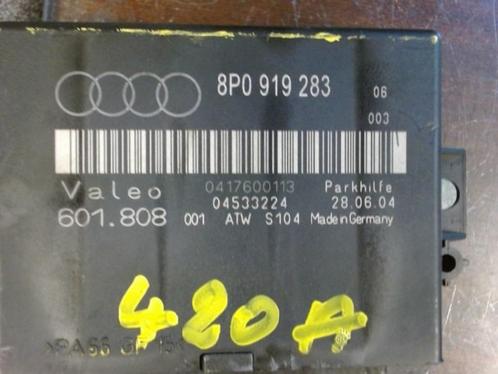 8P0 919 283 06
003
Valeo 0417600113 Parkhilfe
04533224 28.06.04
601.808 001 ATW S104 Made in Germany
420A